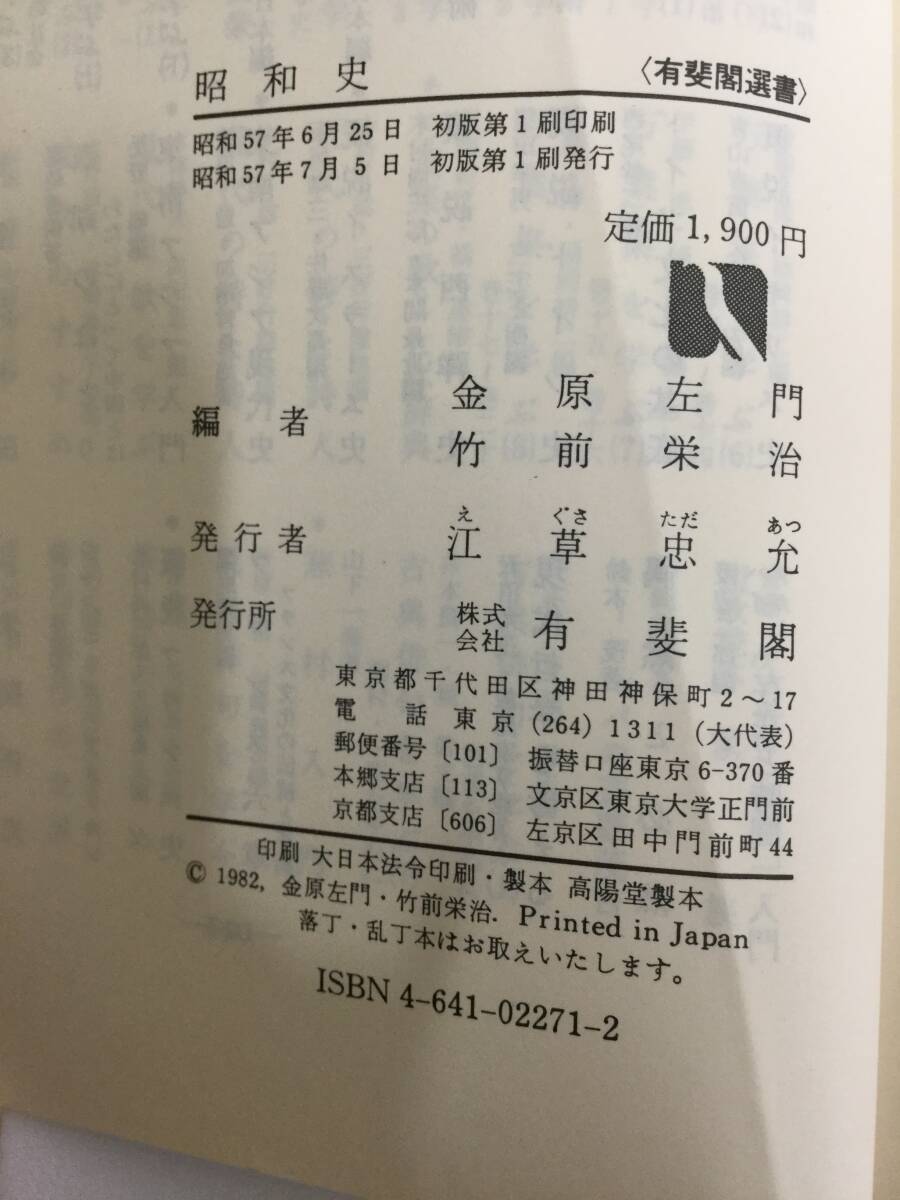 昭和史 〈有斐閣選書〉
昭和57年6月25日 初版第1刷印刷
昭和57年7月5日 初版第1刷発行
定価1,900円
編者 金原左門
竹前栄治
えぐさ ただあつ
発行者 江草忠允
発行所 株式会社 有斐閣
東京都千代田区神田神保町2～17
電話 東京(264)1311(大代表)
郵便番号〔101〕 振替口座東京6-370番
本郷支店〔113〕 文京区東京大学正門前
京都支店〔606〕 左京区田中門前町44
印刷 大日本法令印刷・製本 高陽堂製本
© 1982, 金原左門・竹前栄治. Printed in Japan
落丁・乱丁本はお取えいたします。
ISBN 4-641-02271-2